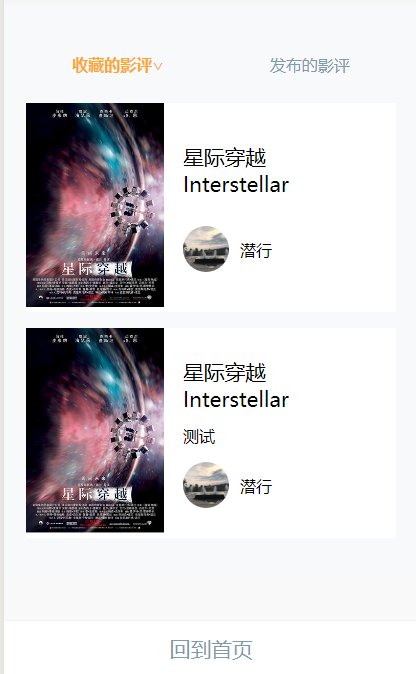 收藏的影评
发布的影评
星际穿越
Interstellar
潜行
星际穿越
星际穿越
Interstellar
测试
潜行
星际穿越
回到首页